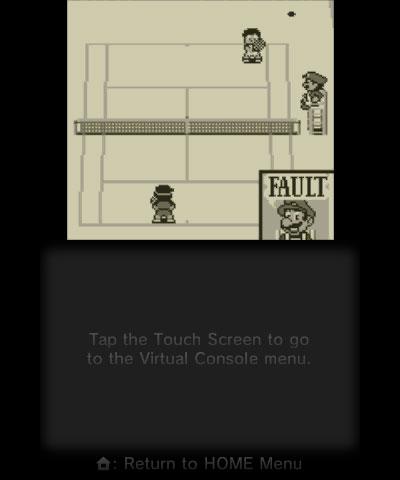 FAULT
Tap the Touch Screen to go
to the Virtual Console menu.
: Return to HOME Menu